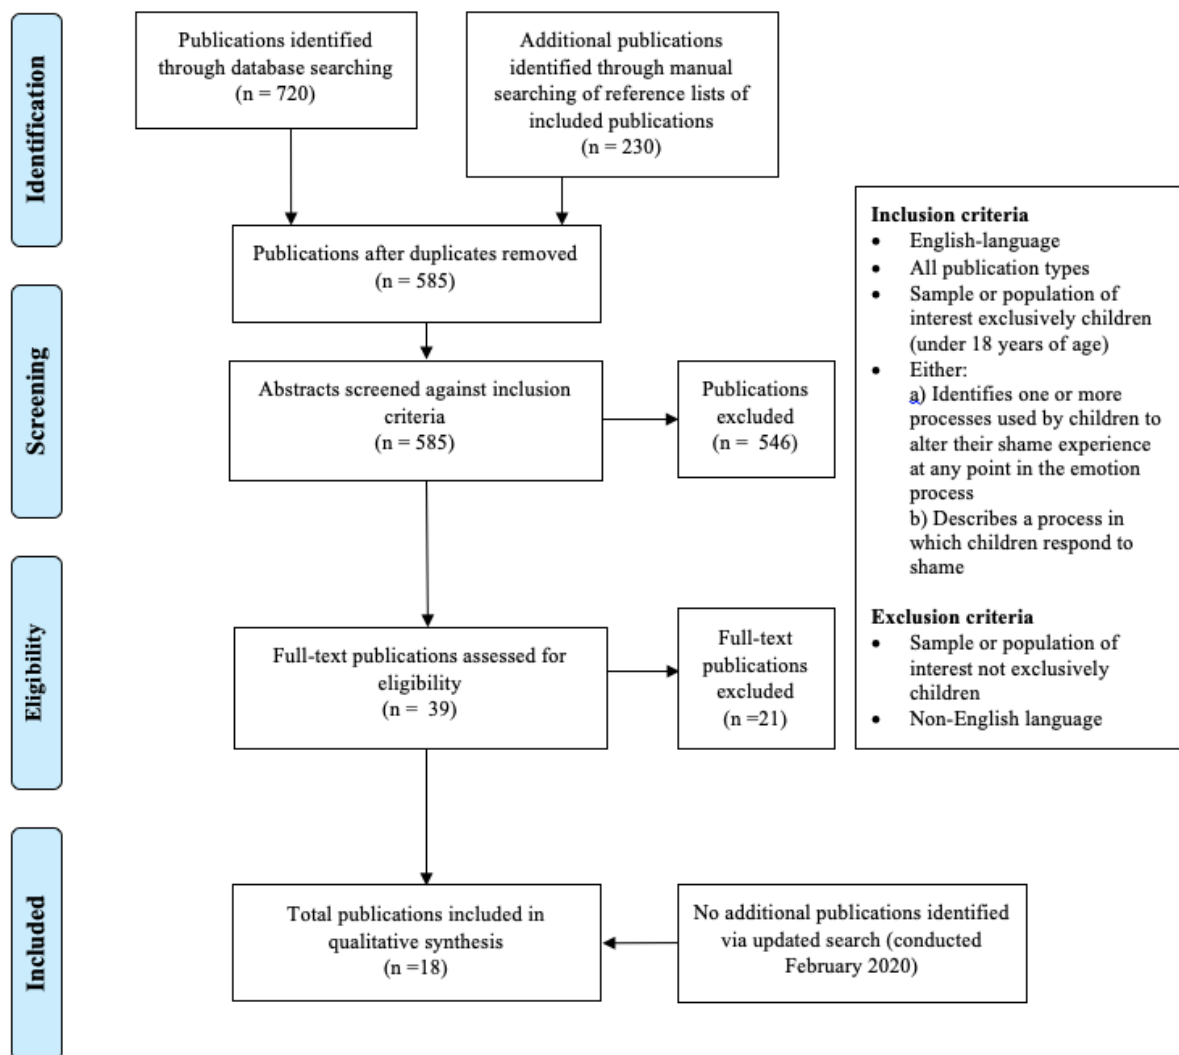 Identification
Publications identified
through database searching
(n = 720)
Additional publications
identified through manual
searching of reference lists of
included publications
(n = 230)
Publications after duplicates removed
(n = 585)
Screening
Abstracts screened against inclusion
criteria
(n = 585)
Publications
excluded
(n =  546)
Eligibility
Full-text publications assessed for
eligibility
(n =  39)
Full-text
publications
excluded
(n =21)
Included
Total publications included in
qualitative synthesis
(n =18)
No additional publications identified
via updated search (conducted
February 2020)
Inclusion criteria
• English-language
• All publication types
• Sample or population of
interest exclusively children
(under 18 years of age)
• Either:
a) Identifies one or more
processes used by children to
alter their shame experience
at any point in the emotion
process
b) Describes a process in
which children respond to
shame
Exclusion criteria
• Sample or population of
interest not exclusively
children
• Non-English language